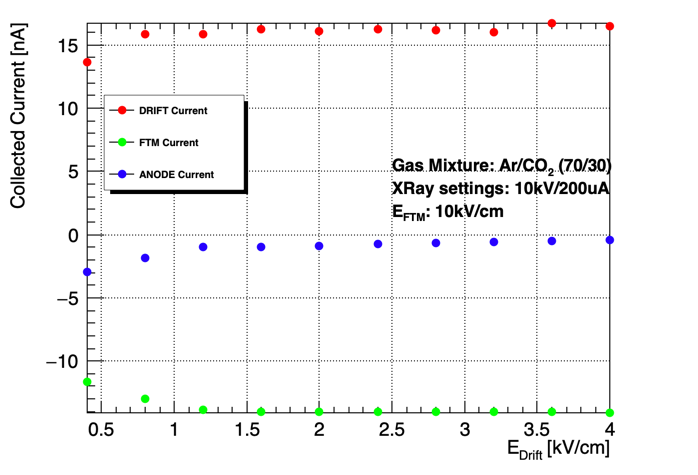 Collected Current [nA]
15
10
5
0
−5
−10
DRIFT Current
FTM Current
ANODE Current
Gas Mixture: Ar/CO2 (70/30)
XRay settings: 10kV/200uA
EFTM: 10kV/cm
0.5 1 1.5 2 2.5 3 3.5 4
EDrift [kV/cm]